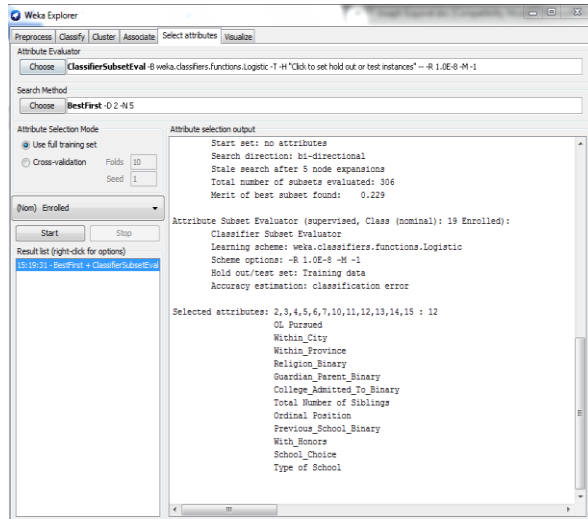 Weka Explorer
Preprocess Classify Cluster Associate Select attributes Visualize
Attribute Evaluator
Choose ClassifierSubsetEval -B weka.classifiers.functions.Logistic -T -H "Click to set hold out or test instances" -- -R 1.0E-8 -M -1
Search Method
Choose BestFirst -D 2 -N 5
Attribute Selection Mode
Use full training set
Cross-validation Folds 10
Seed 1
(Nom) Enrolled
Start Stop
Result list (right-click for options)
15:19:31 - BestFirst + ClassifierSubsetEval
Attribute selection output
Start set: no attributes
Search direction: bi-directional
Stale search after 5 node expansions
Total number of subsets evaluated: 306
Merit of best subset found: 0.229
Attribute Subset Evaluator (supervised, Class (nominal): 19 Enrolled):
Classifier Subset Evaluator
Learning scheme: weka.classifiers.functions.Logistic
Scheme options: -R 1.0E-8 -M -1
Hold out/test set: Training data
Accuracy estimation: classification error
Selected attributes: 2,3,4,5,6,7,10,11,12,13,14,15 : 12
OL Pursued
Within_City
Within_Province
Religion_Binary
Guardian_Parent_Binary
College_Admitted_To_Binary
Total Number of Siblings
Ordinal Position
Previous_School_Binary
With_Honors
School_Choice
Type of School